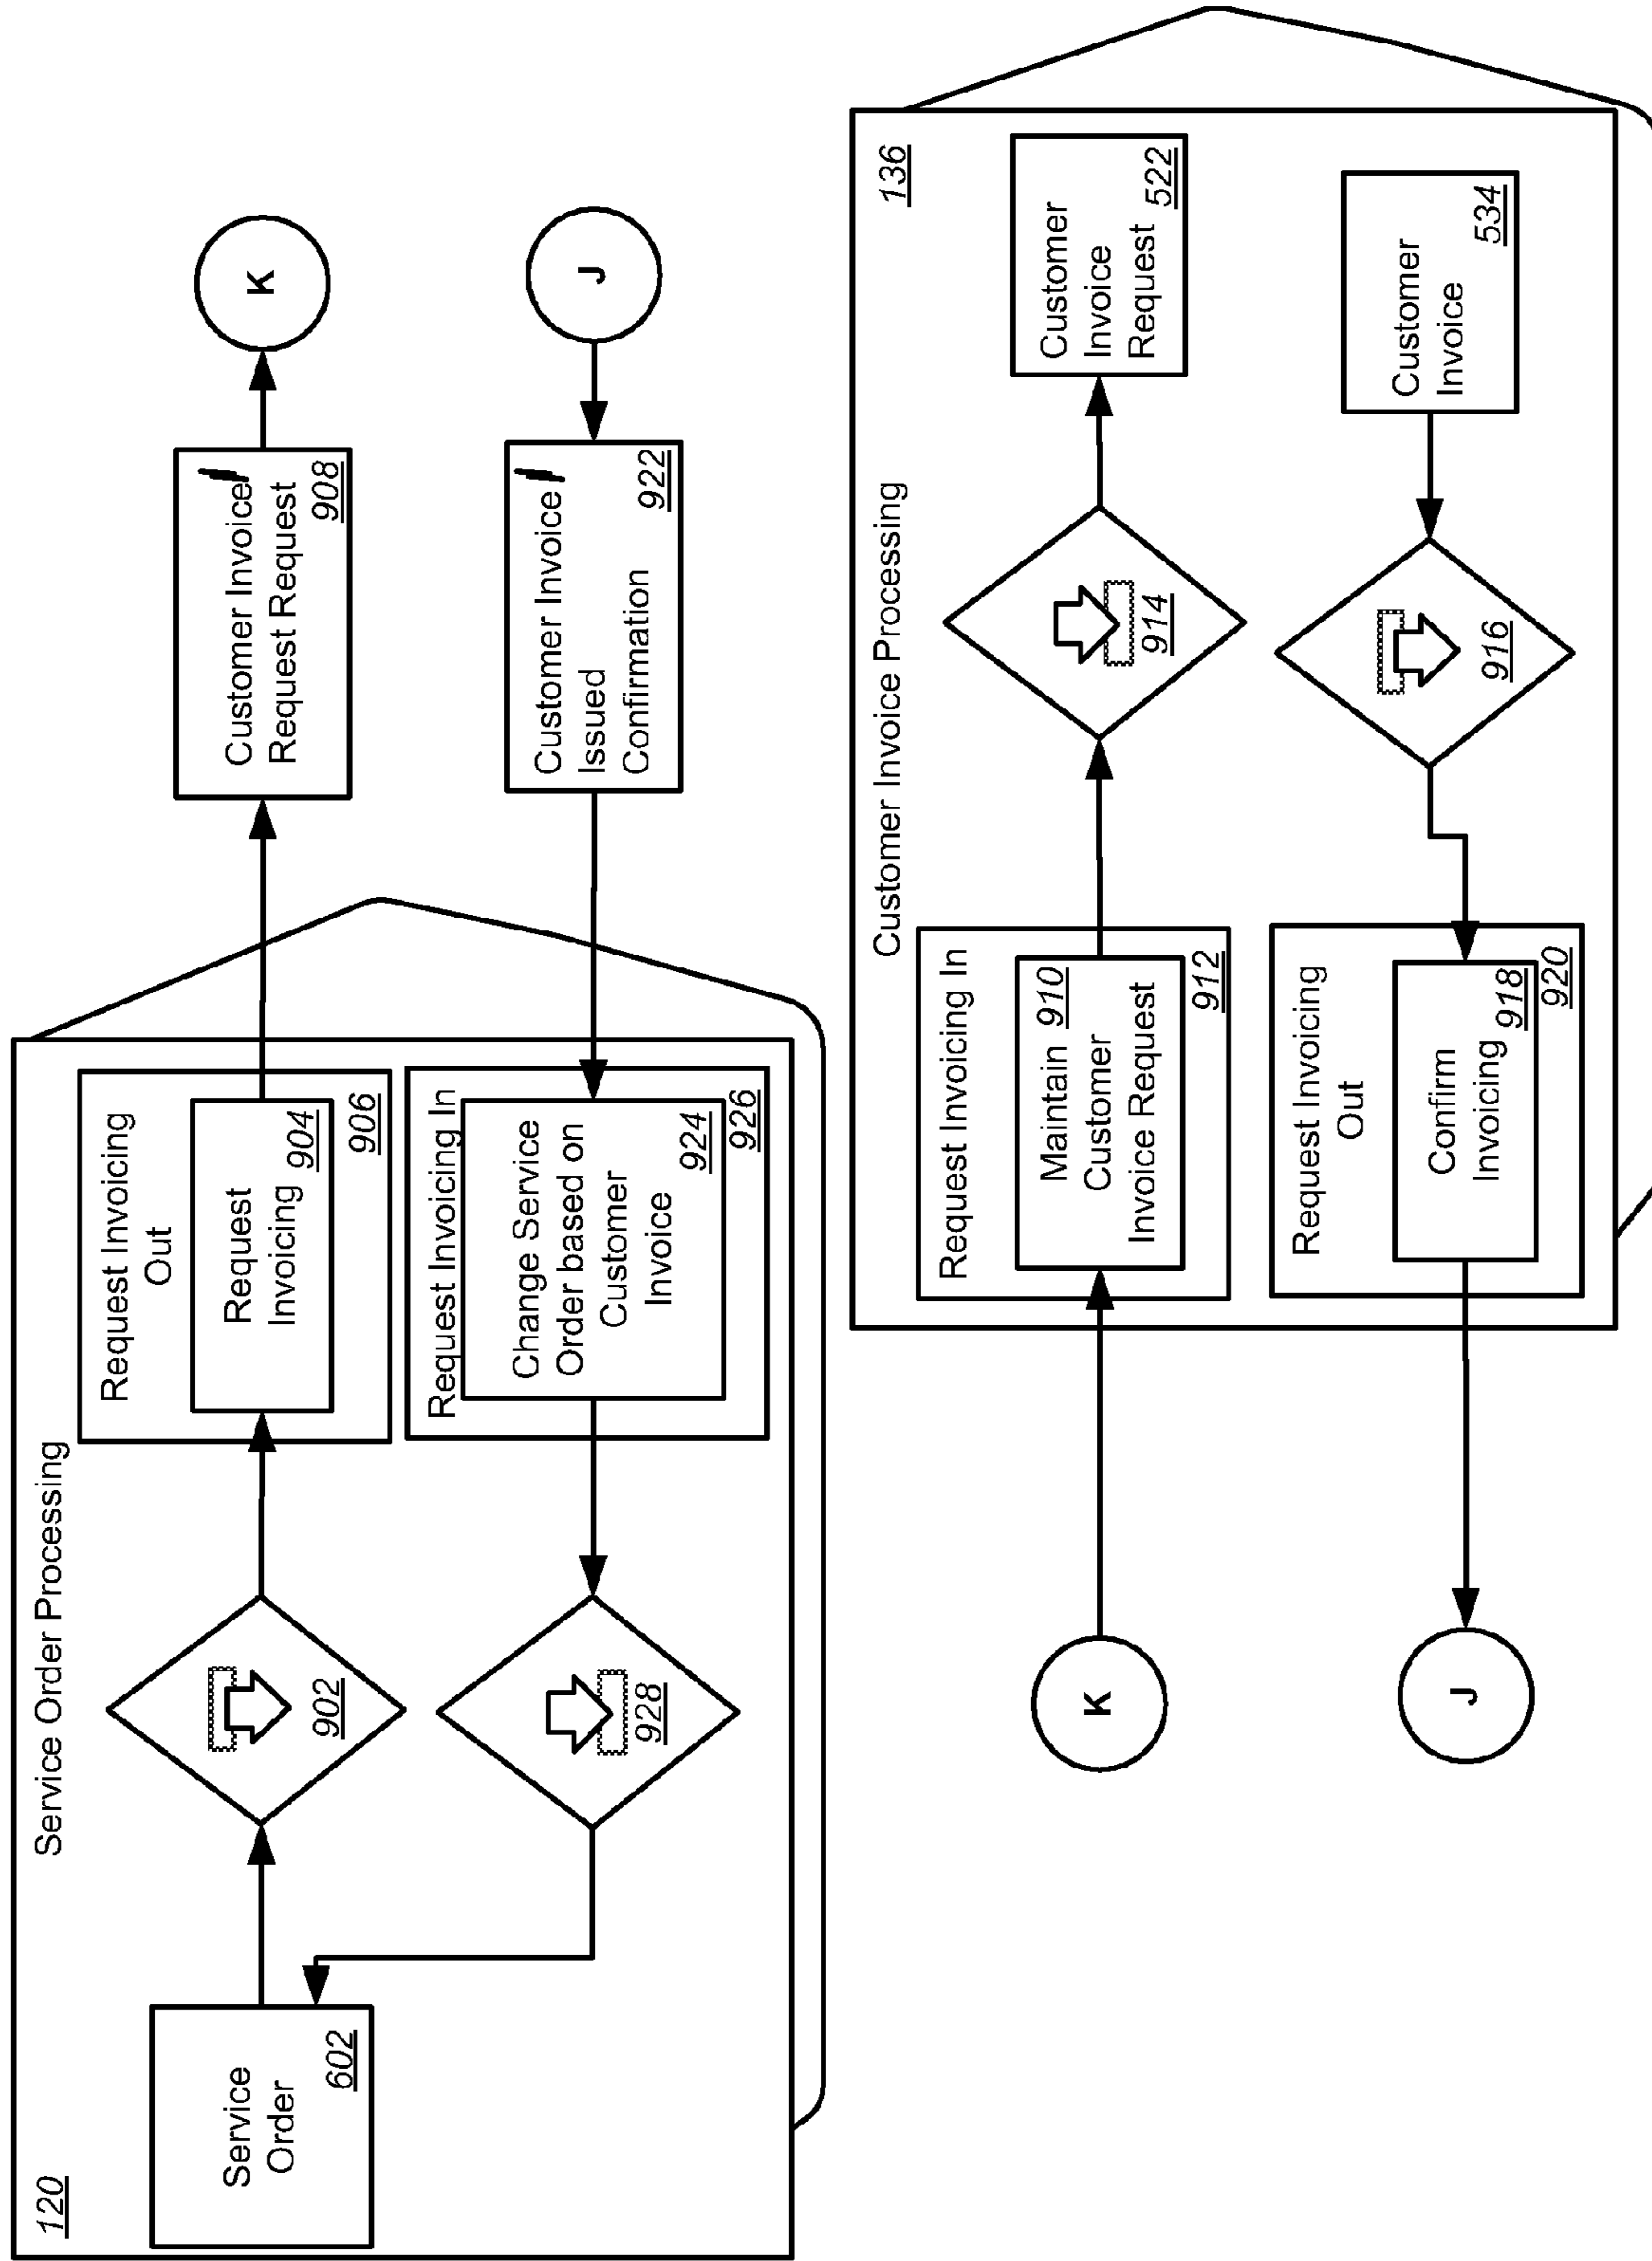 120
Service Order Processing
Service
Order
602
902
Request Invoicing
Out
Request
Invoicing
904
906
Customer Invoice
Request Request
908
K
928
Request Invoicing In
Change Service
Order based on
Customer
Invoice
924
926
Customer Invoice
Issued
Confirmation
922
J
Customer Invoice Processing
136
K
Request Invoicing In
Maintain 910
Customer
Invoice Request
912
914
Customer
Invoice
Request 522
J
Request Invoicing
Out
Confirm
Invoicing 918
920
916
Customer
Invoice
534